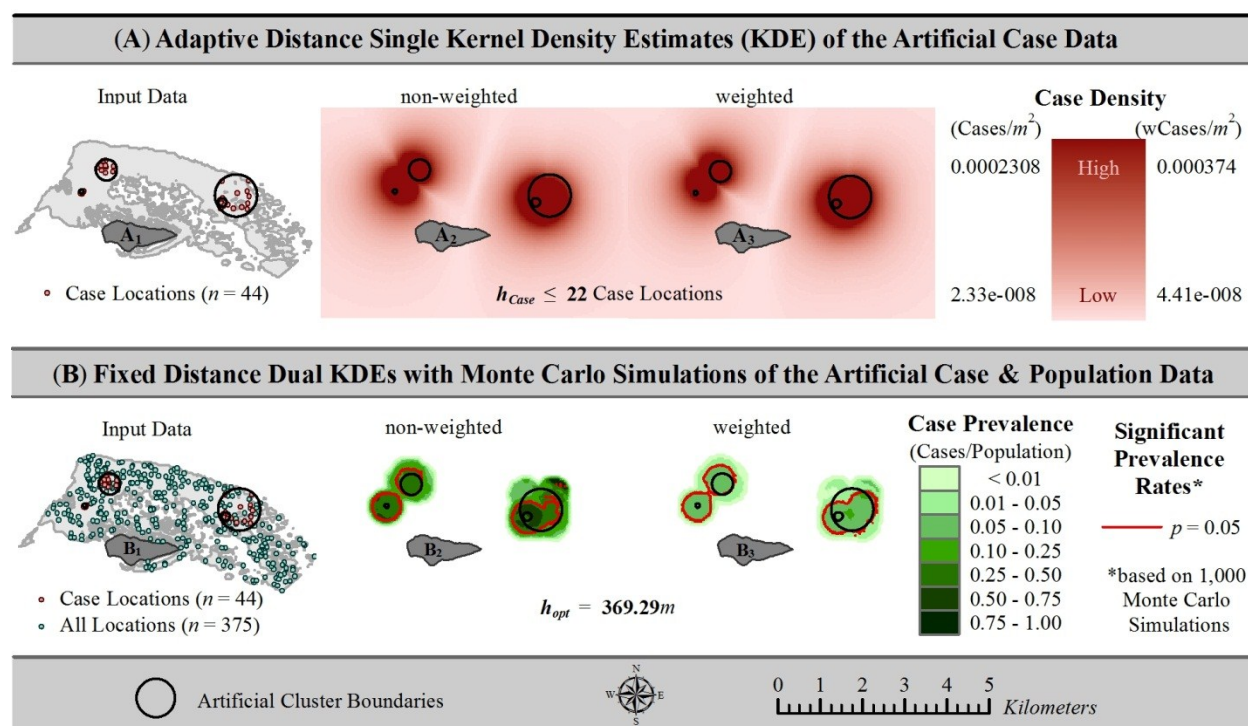 (A) Adaptive Distance Single Kernel Density Estimates (KDE) of the Artificial Case Data
Input Data
non-weighted
weighted
Case Density
(Cases/m²)
(wCases/m²)
0.0002308
High
0.000374
A₁
A₂
A₃
Case Locations (n = 44)
h_Case ≤ 22 Case Locations
2.33e-008
Low
4.41e-008
(B) Fixed Distance Dual KDEs with Monte Carlo Simulations of the Artificial Case & Population Data
Input Data
non-weighted
weighted
Case Prevalence
(Cases/Population)
< 0.01
0.01 - 0.05
0.05 - 0.10
0.10 - 0.25
0.25 - 0.50
0.50 - 0.75
0.75 - 1.00
Significant
Prevalence
Rates*
p = 0.05
*based on 1,000
Monte Carlo
Simulations
B₁
B₂
B₃
Case Locations (n = 44)
All Locations (n = 375)
h_opt = 369.29m
Artificial Cluster Boundaries
N
W E
S
0 1 2 3 4 5
Kilometers